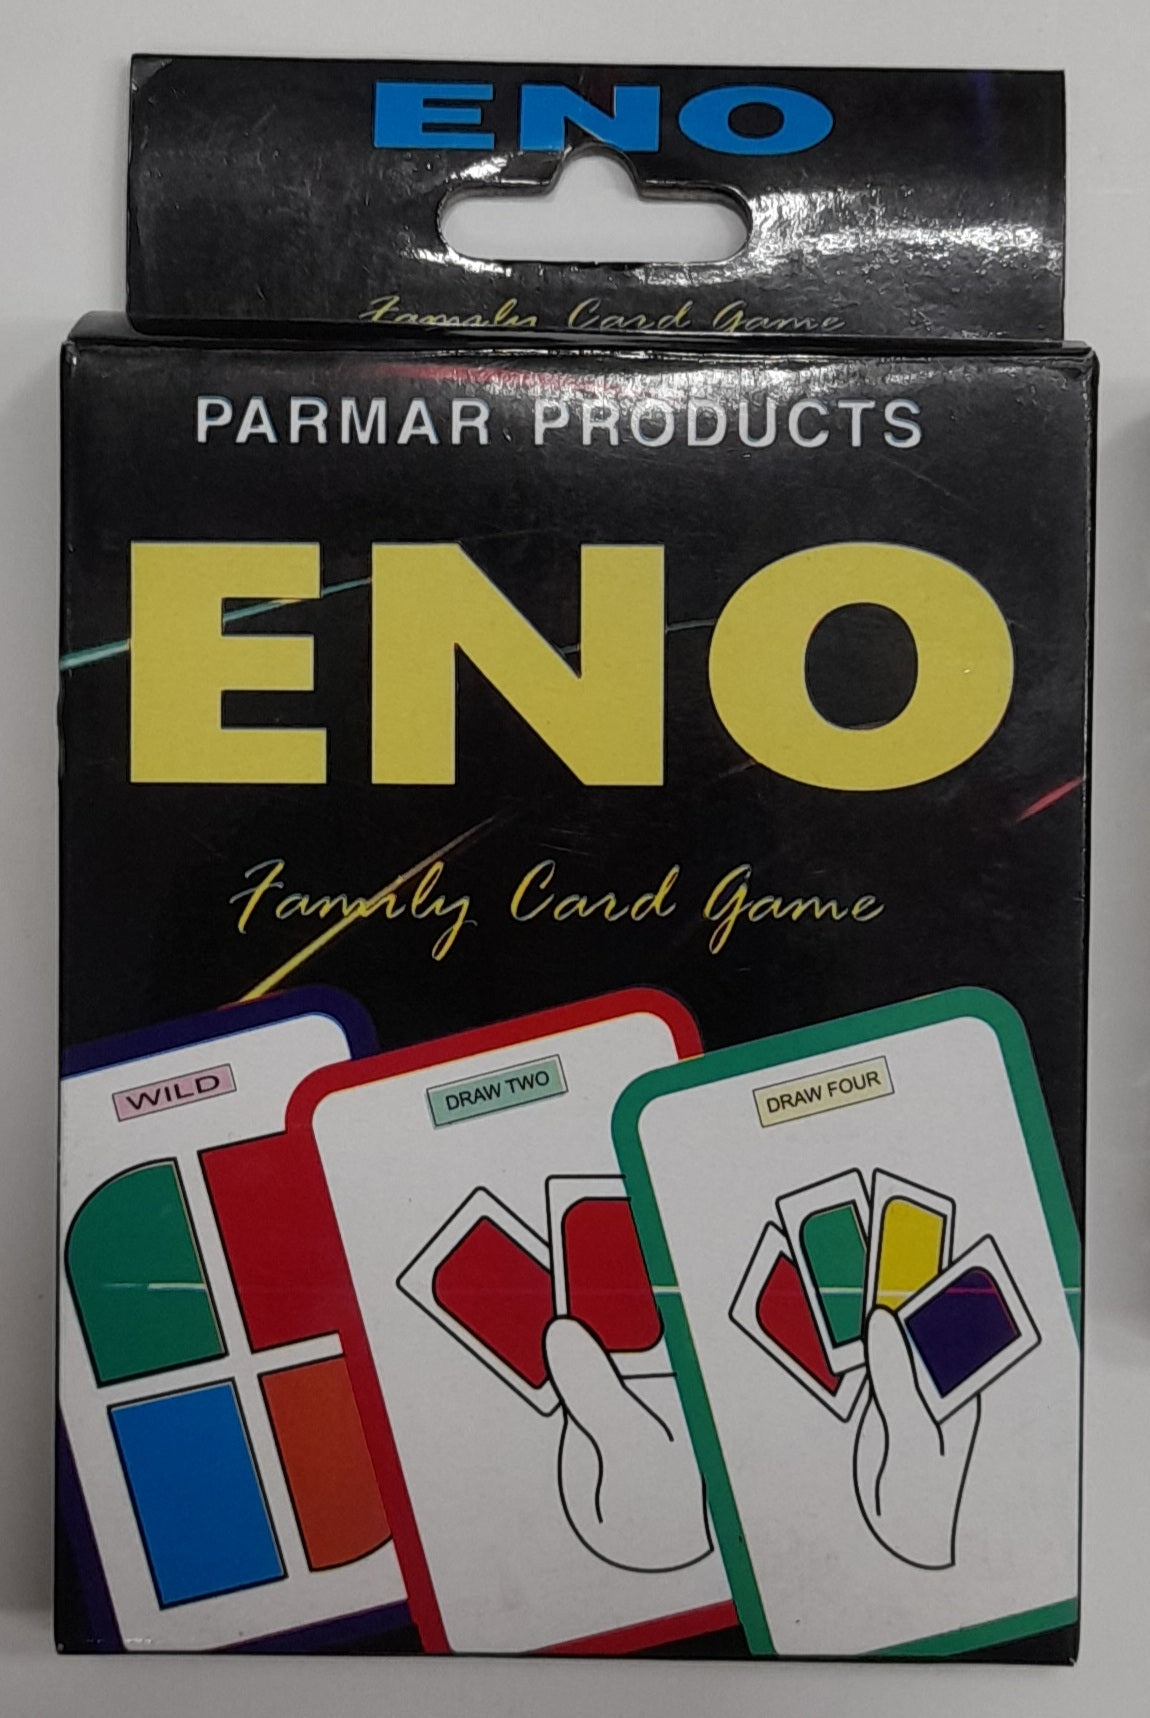 ENO
Family Card Game
PARMAR PRODUCTS
ENO
Family Card Game
WILD
DRAW TWO
DRAW FOUR